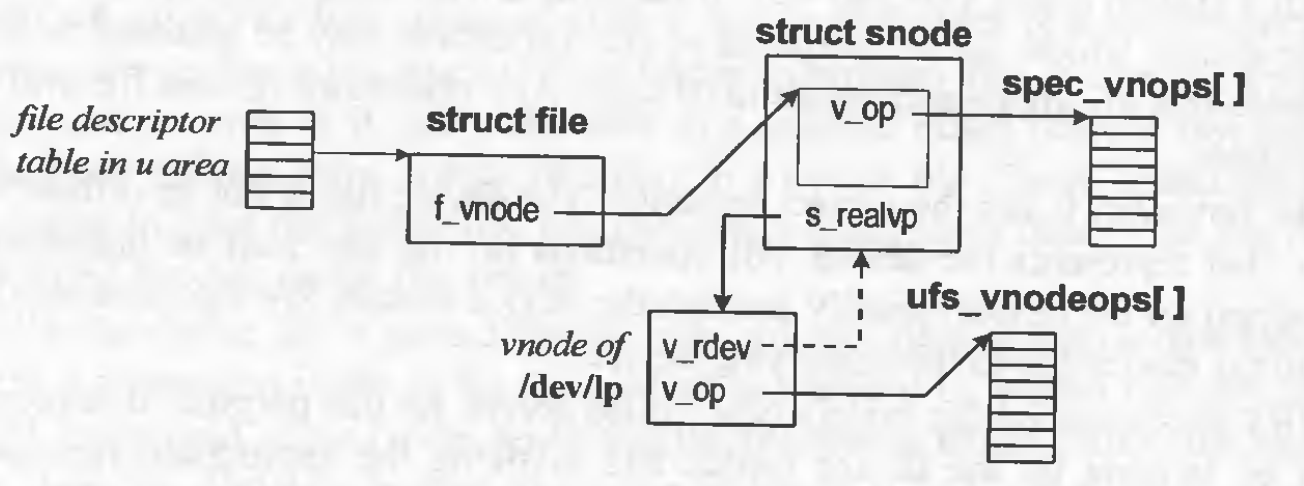 struct snode
spec_vnops[ ]
file descriptor
table in u area
struct file
v_op
f_vnode
s_realvp
ufs_vnodeops[ ]
vnode of
/dev/lp
v_rdev
v_op